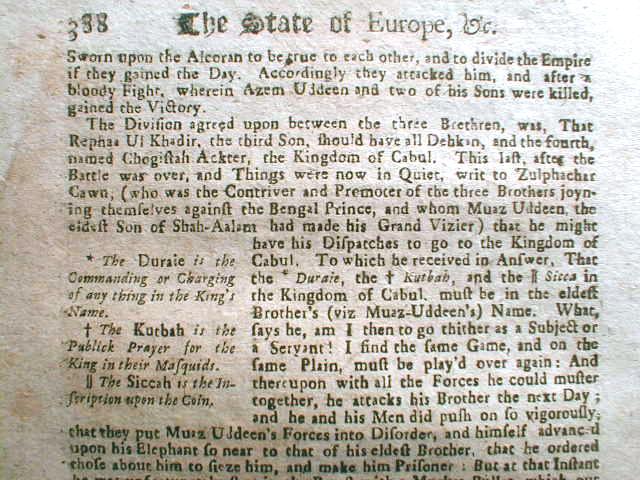 388 The State of Europe, &c.
Sworn upon the Alcoran to be true to each other, and to divide the Empire
if they gained the Day. Accordingly they attacked him, and after a
bloody Fight, wherein Azem Uddeen and two of his Sons were killed,
gained the Victory.
The Division agreed upon between the three Brethren, was, That
Rephaa Ul Khadir, the third Son, should have all Dehkan, and the fourth,
named Chogistah Ackter, the Kingdom of Cabul. This last, after the
Battle was over, and Things were now in Quiet, writ to Zulphachar
Cawn, (who was the Contriver and Promoter of the three Brothers joyn-
ing themselves against the Bengal Prince, and whom Muaz Uddeen, the
eldest Son of Shah-Aalam had made his Grand Vizier) that he might
have his Dispatches to go to the Kingdom of
Cabul. To which he received in Answer, That
the * Duraie, the † Kutbah, and the ‖ Sicca in
the Kingdom of Cabul, must be in the eldest
Brother's (viz Muaz-Uddeen's) Name. What,
says he, am I then to go thither as a Subject or
a Servant! I find the same Game, and on the
same Plain, must be play'd over again: And
thereupon with all the Forces he could muster
together, he attacks his Brother the next Day;
and he and his Men did push on so vigorously,
* The Duraie is the
Commanding or Charging
of any thing in the King's
Name.
† The Kutbah is the
Publick Prayer for the
King in their Masquids.
‖ The Siccah is the In-
scription upon the Coin.
that they put Muaz Uddeen's Forces into Disorder, and himself advanc'd
upon his Elephant so near to that of his eldest Brother, that he ordered
those about him to sieze him, and make him Prisoner: But at that Instant
he was unfortunately